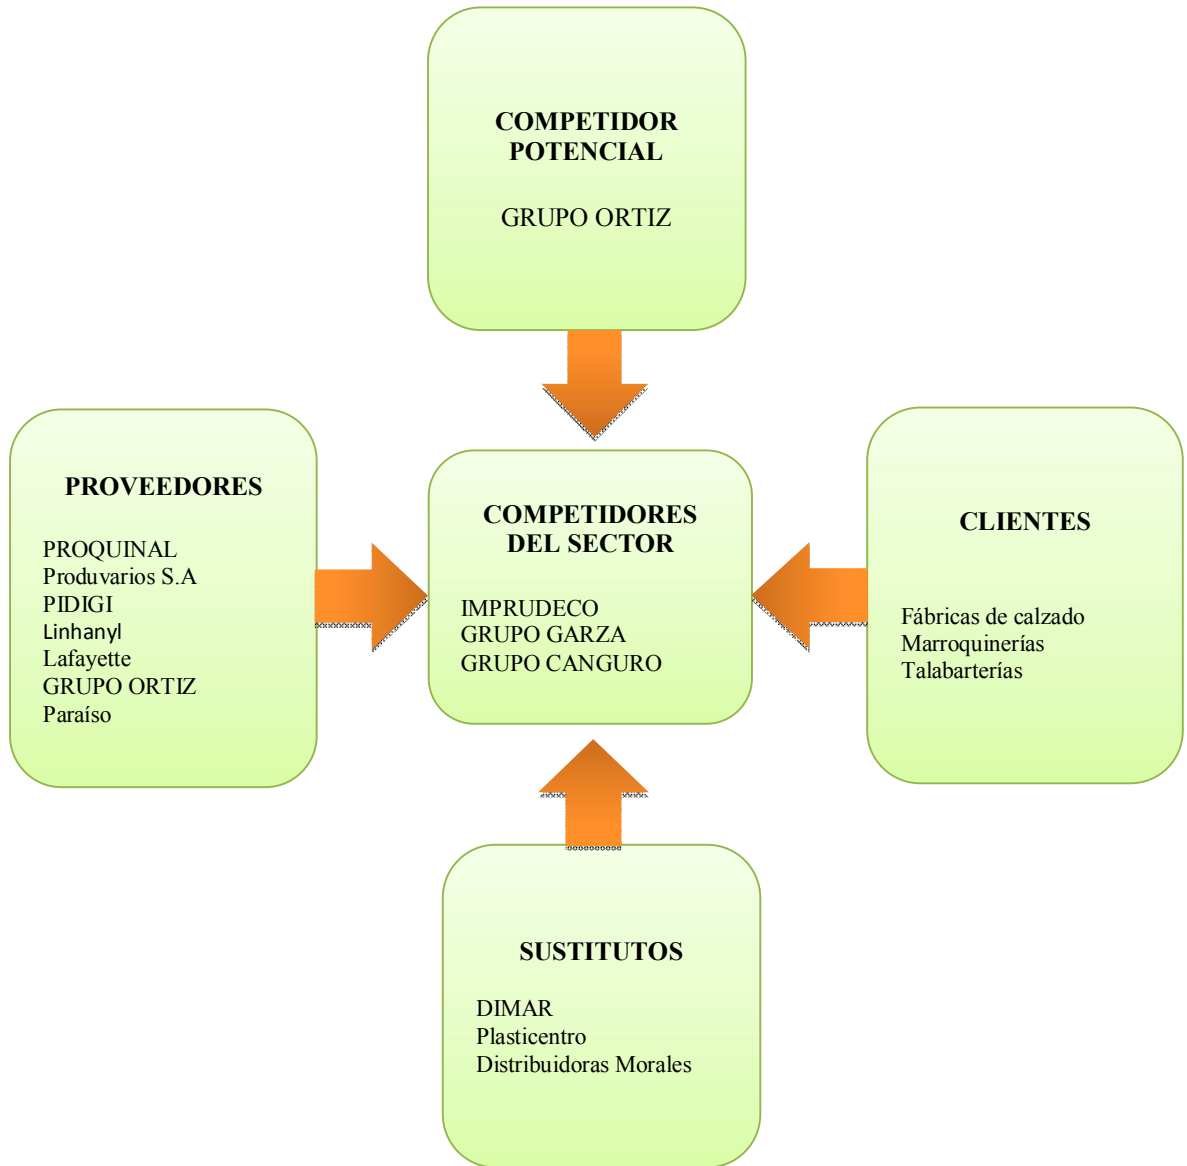 COMPETIDOR
POTENCIAL
GRUPO ORTIZ
PROVEEDORES
PROQUINAL
Produvarios S.A
PIDIGI
Linhanyl
Lafayette
GRUPO ORTIZ
Paraíso
COMPETIDORES
DEL SECTOR
IMPRUDECO
GRUPO GARZA
GRUPO CANGURO
CLIENTES
Fábricas de calzado
Marroquinerías
Talabarterías
SUSTITUTOS
DIMAR
Plasticentro
Distribuidoras Morales